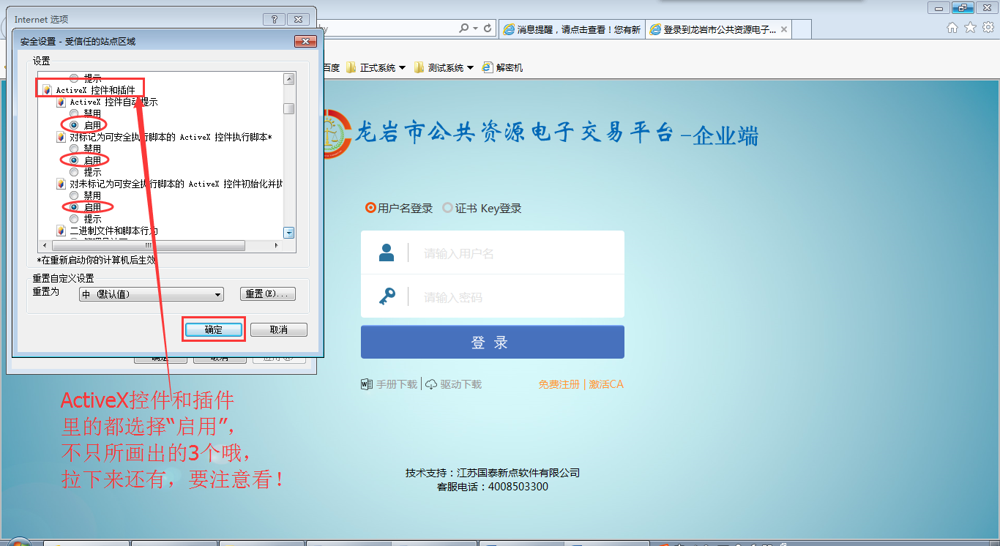 Internet 选项
安全设置 - 受信任的站点区域
消息提醒，请点击查看！您有新
登录到龙岩市公共资源电子...
设置
百度
正式系统
测试系统
解密机
提示
ActiveX 控件和插件
ActiveX 控件自动提示
禁用
启用
对标记为可安全执行脚本的 ActiveX 控件执行脚本*
禁用
启用
提示
对未标记为可安全执行脚本的 ActiveX 控件初始化并执
禁用
启用
提示
二进制文件和脚本行为
*在重新启动你的计算机后生效
重置自定义设置
重置为
中 (默认值)
重置(E)...
确定
取消
确定
取消
应用(A)
龙岩市公共资源电子交易平台-企业端
用户名登录
证书 Key登录
请输入用户名
请输入密码
登 录
手册下载
驱动下载
免费注册 | 激活CA
ActiveX控件和插件
里的都选择“启用”，
不只所画出的3个哦，
拉下来还有，要注意看！
技术支持：江苏国泰新点软件有限公司
客服电话：4008503300